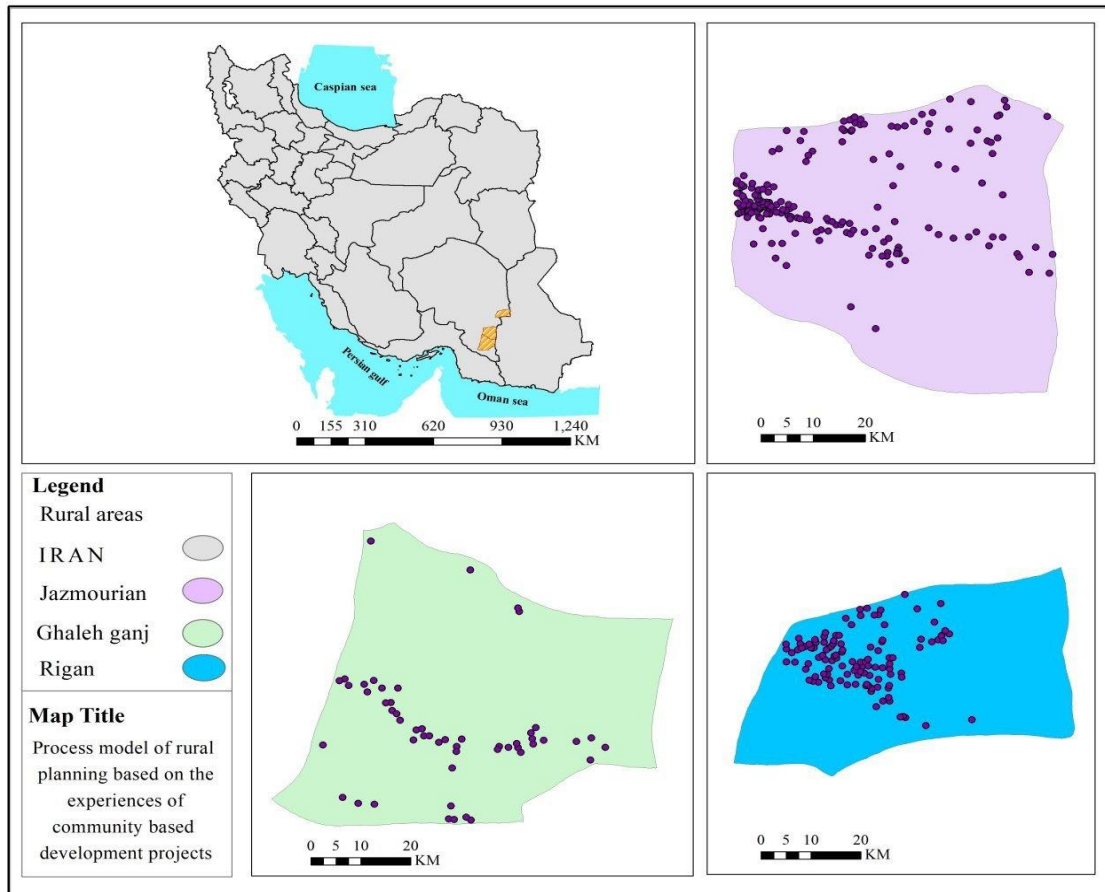 Caspian sea
Persian gulf
Oman sea
0 155 310 620 930 1,240
KM
0 5 10 20
KM
Legend
Rural areas
IRAN
Jazmourian
Ghaleh ganj
Rigan
Map Title
Process model of rural
planning based on the
experiences of
community based
development projects
0 5 10 20
KM
0 5 10 20
KM